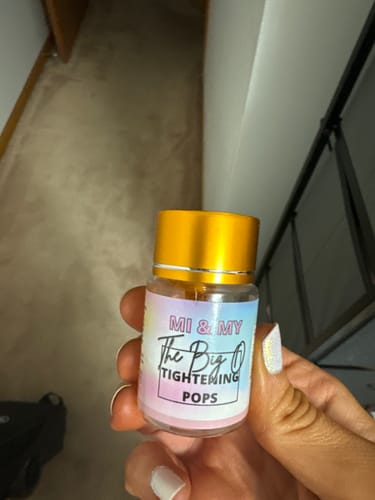 MI & MY
The Big O
TIGHTENING
POPS